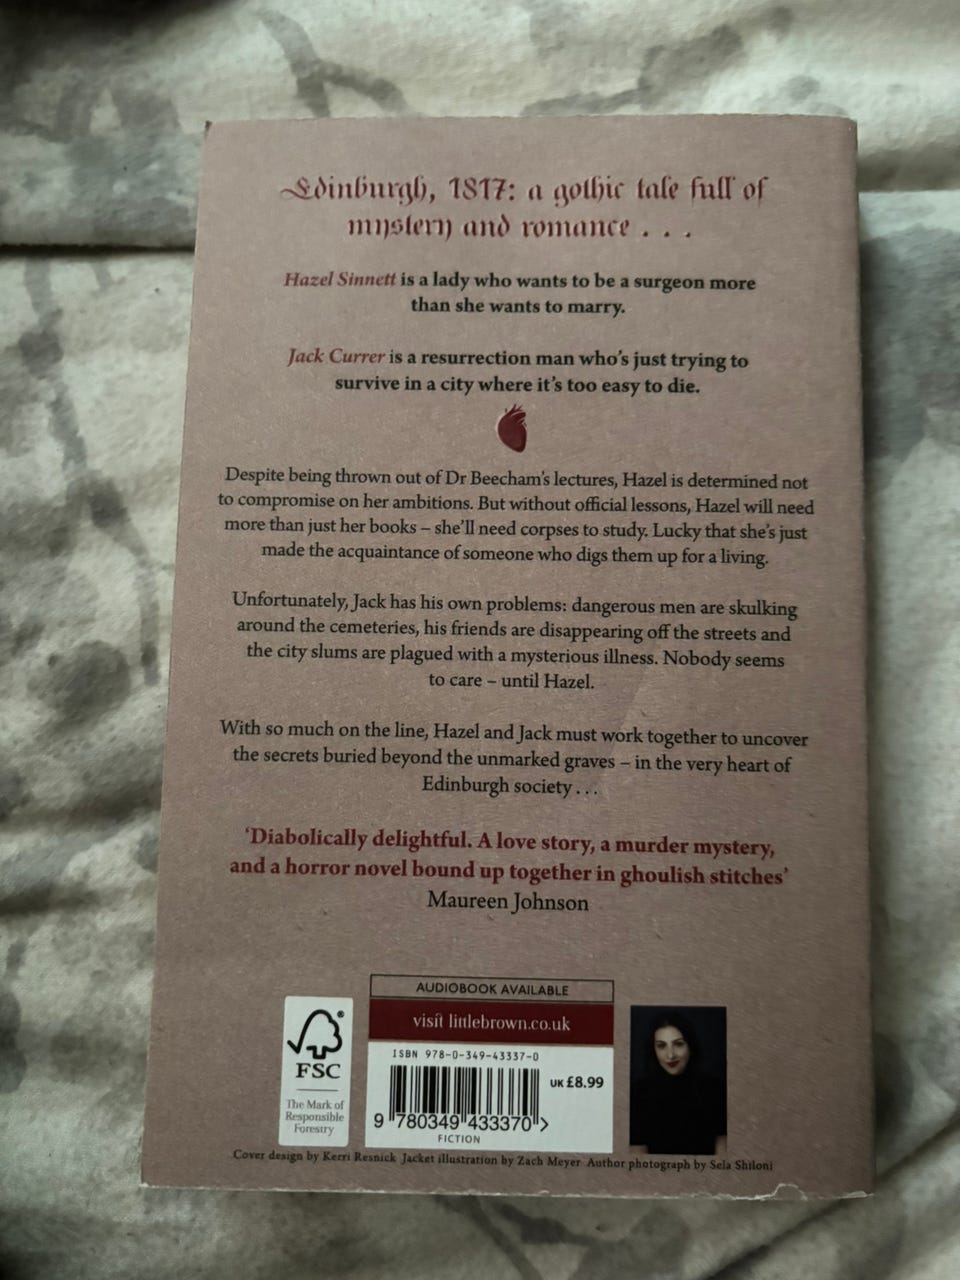 Edinburgh, 1817: a gothic tale full of
mystery and romance . . .
Hazel Sinnett is a lady who wants to be a surgeon more
than she wants to marry.
Jack Currer is a resurrection man who's just trying to
survive in a city where it's too easy to die.
Despite being thrown out of Dr Beecham's lectures, Hazel is determined not
to compromise on her ambitions. But without official lessons, Hazel will need
more than just her books – she'll need corpses to study. Lucky that she's just
made the acquaintance of someone who digs them up for a living.
Unfortunately, Jack has his own problems: dangerous men are skulking
around the cemeteries, his friends are disappearing off the streets and
the city slums are plagued with a mysterious illness. Nobody seems
to care – until Hazel.
With so much on the line, Hazel and Jack must work together to uncover
the secrets buried beyond the unmarked graves – in the very heart of
Edinburgh society . . .
'Diabolically delightful. A love story, a murder mystery,
and a horror novel bound up together in ghoulish stitches'
Maureen Johnson
AUDIOBOOK AVAILABLE
visit littlebrown.co.uk
ISBN 978-0-349-43337-0
UK £8.99
9 780349 433370 >
FICTION
®
FSC
The Mark of
Responsible
Forestry
Cover design by Kerri Resnick Jacket illustration by Zach Meyer Author photograph by Sela Shiloni